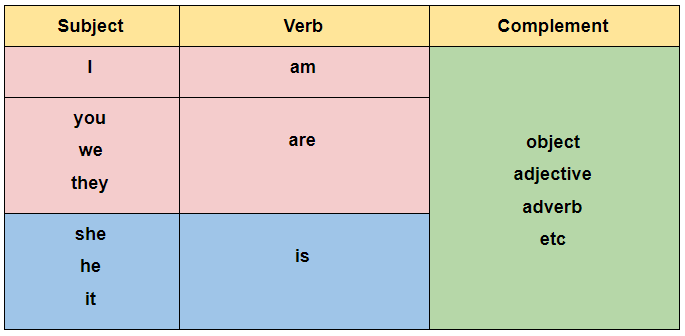 Subject Verb Complement
I am
you
we
they
are
she
he
it
is
object
adjective
adverb
etc